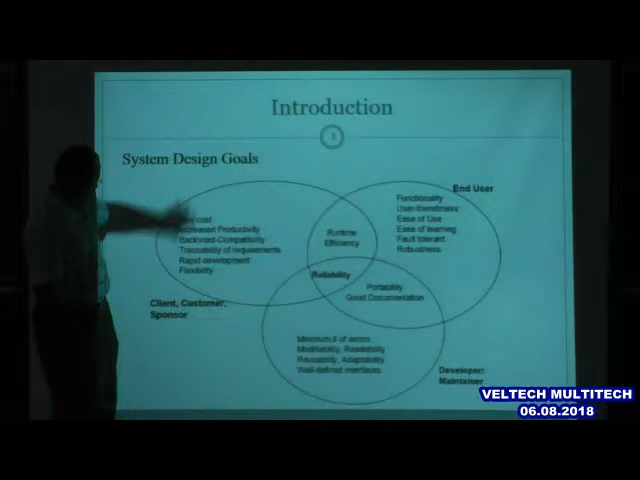 Introduction
System Design Goals
End User
cost
Increased Productivity
Backward-Compatibility
Traceability of requirements
Rapid development
Flexibility
Runtime
Efficiency
Functionality
User-friendliness
Ease of Use
Ease of learning
Fault tolerant
Robustness
Reliability
Portability
Good Documentation
Client, Customer,
Sponsor
Minimum # of errors
Modifiability, Readability
Reusability, Adaptability
Well-defined interfaces
Developer:
Maintainer
VELTECH MULTITECH
06.08.2018